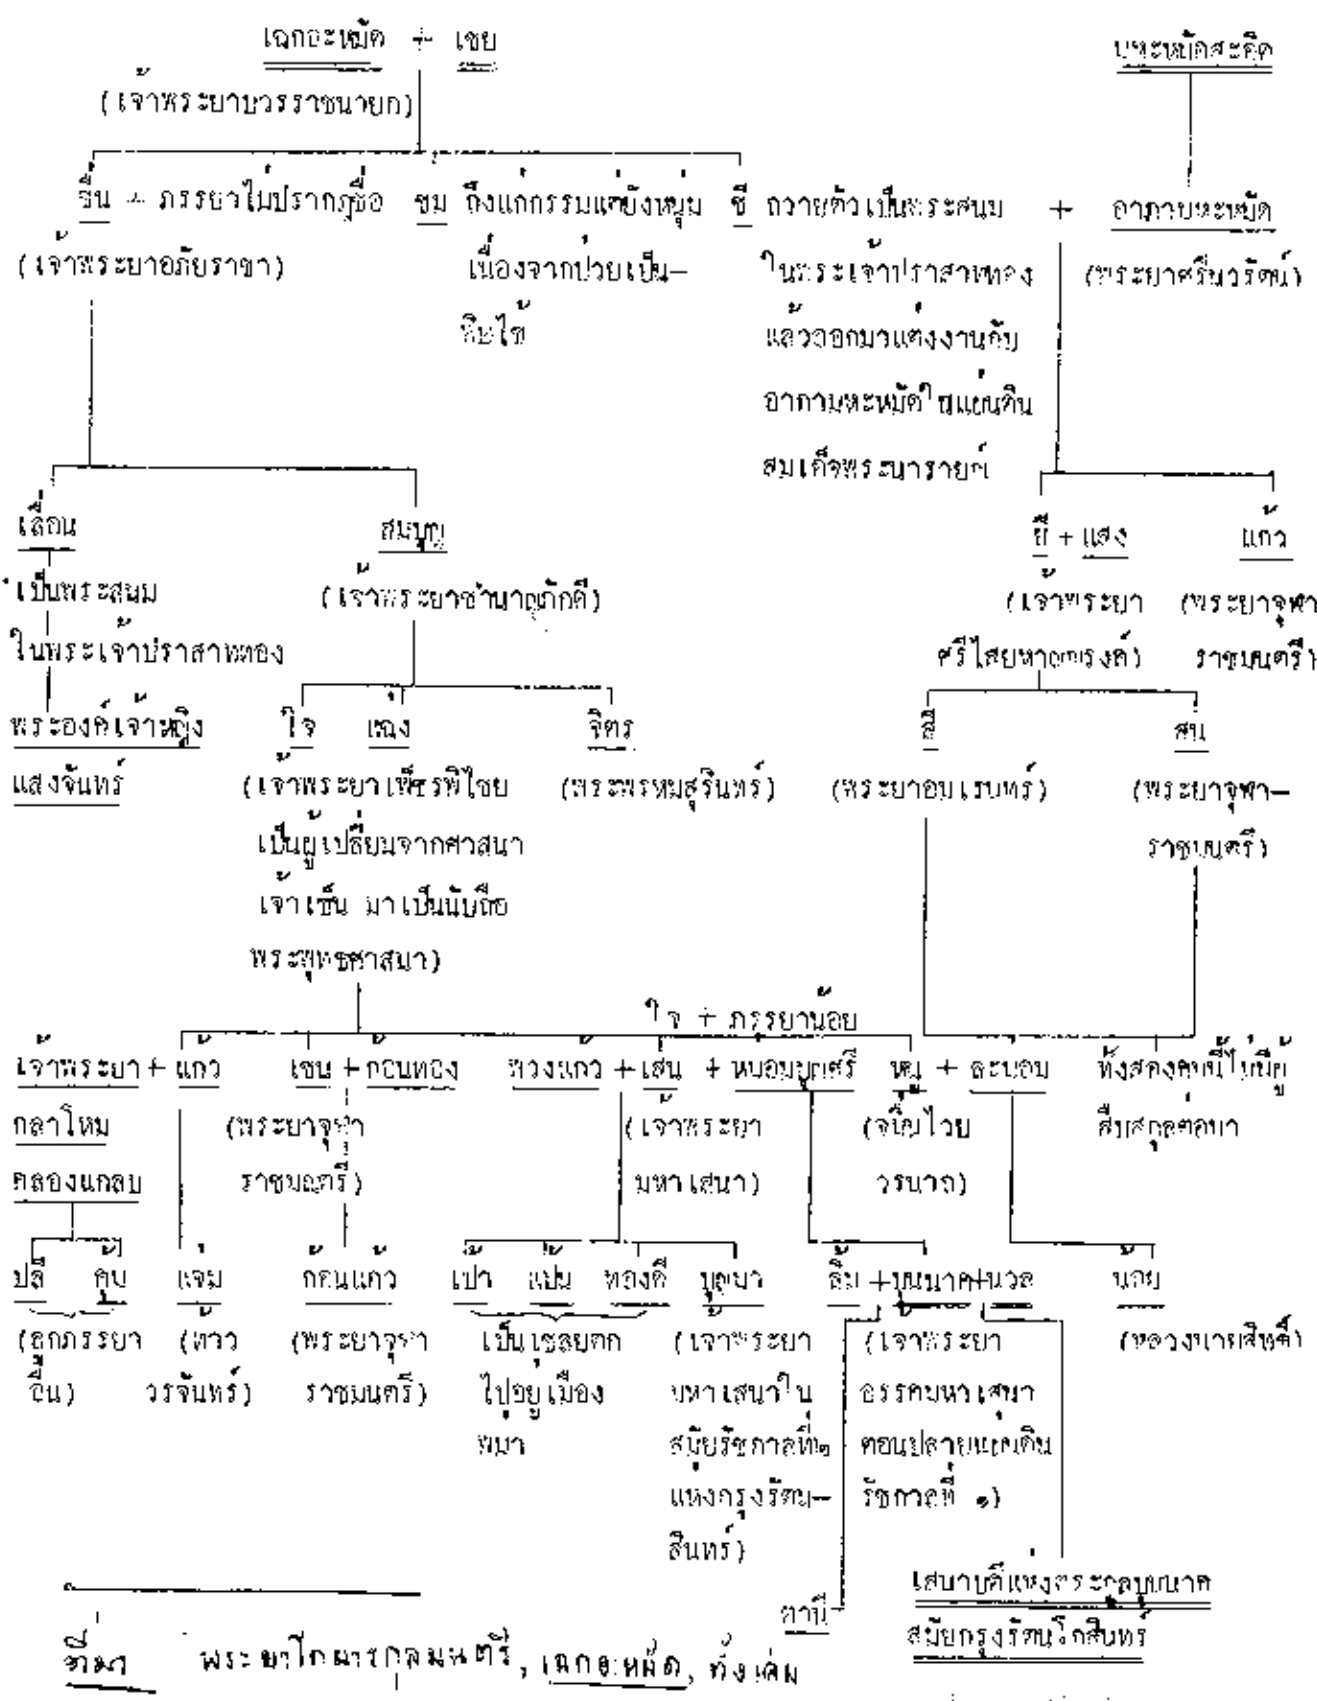 เฉกอะหมัด + เชย
(เจ้าพระยาบวรราชนายก)
มหะหมัดสะอิด
ชื่น + ภรรยาไม่ปรากฏชื่อ
(เจ้าพระยาอภัยราชา)
ชม ถึงแก่กรรมแต่ยังหนุ่ม
เนื่องจากป่วยเป็น-
พิษไข้
ชี ถวายตัวเป็นพระสนม
ในพระเจ้าปราสาททอง
แล้วออกมาแต่งงานกับ
อากามหะหมัดในแผ่นดิน
สมเด็จพระนารายณ์
+ อากามหะหมัด
(พระยาศรีนวรัตน์)
เลื่อน
เป็นพระสนม
ในพระเจ้าปราสาททอง
พระองค์เจ้าหญิง
แสงจันทร์
สมบุญ
(เจ้าพระยาชำนาญภักดี)
ยี + แสง
(เจ้าพระยา
ศรีไสยหาญณรงค์)
แก้ว
(พระยาจุฬา
ราชมนตรี)
ใจ
(เจ้าพระยาเพ็ชรพิไชย
เป็นผู้เปลี่ยนจากศาสนา
เจ้าเซ็น มาเป็นนับถือ
พระพุทธศาสนา)
แฉ่ง
จิตร
(พระพรหมสุรินทร์)
(พระยาอมเรนทร์)
สน
(พระยาจุฬา-
ราชมนตรี)
ใจ + ภรรยาน้อย
เจ้าพระยา + แก้ว
กลาโหม
คลองแกลบ
เชน + ก้อนทอง
(พระยาจุฬา
ราชมนตรี)
พวงแก้ว + เสน + หม่อมบุญศรี
(เจ้าพระยา
มหาเสนา)
หนู + ละมอม
(จมื่นไวย
วรนาถ)
ทั้งสองคนนี้ไม่มีผู้
สืบสกุลต่อมา
ปลี คุ้ม
(ลูกภรรยา
อื่น)
แจ่ม
(ท้าว
วรจันทร์)
ก้อนแก้ว
(พระยาจุฬา
ราชมนตรี)
เป้า แป้น ทองดี
เป็นเชลยตก
ไปอยู่เมือง
พม่า
บุญมา
(เจ้าพระยา
มหาเสนาใน
สมัยรัชกาลที่๒
แห่งกรุงรัตน-
สินทร์)
ลิ้ม + บุนนาค + นวล
(เจ้าพระยา
อรรคมหาเสนา
ตอนปลายแผ่นดิน
รัชกาลที่ ๑)
น้อย
(หลวงนายสิทธิ์)
ตานี
เสนาบดีแห่งตระกูลบุนนาค
สมัยกรุงรัตนโกสินทร์
ที่มา พระยาโกมารกุลมนตรี, เฉกอะหมัด, ทั้งเล่ม